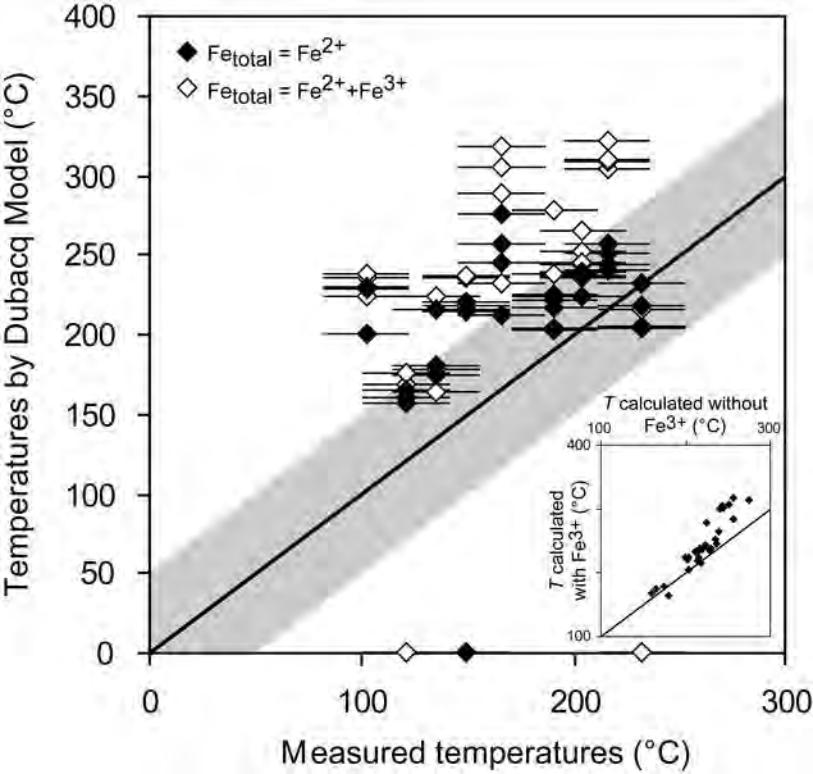 400
350
300
250
200
150
100
50
0
Temperatures by Dubacq Model (°C)
Fetotal = Fe2+
Fetotal = Fe2++Fe3+
T calculated without
Fe3+ (°C)
100 300
400
100
T calculated
with Fe3+ (°C)
0 100 200 300
Measured temperatures (°C)